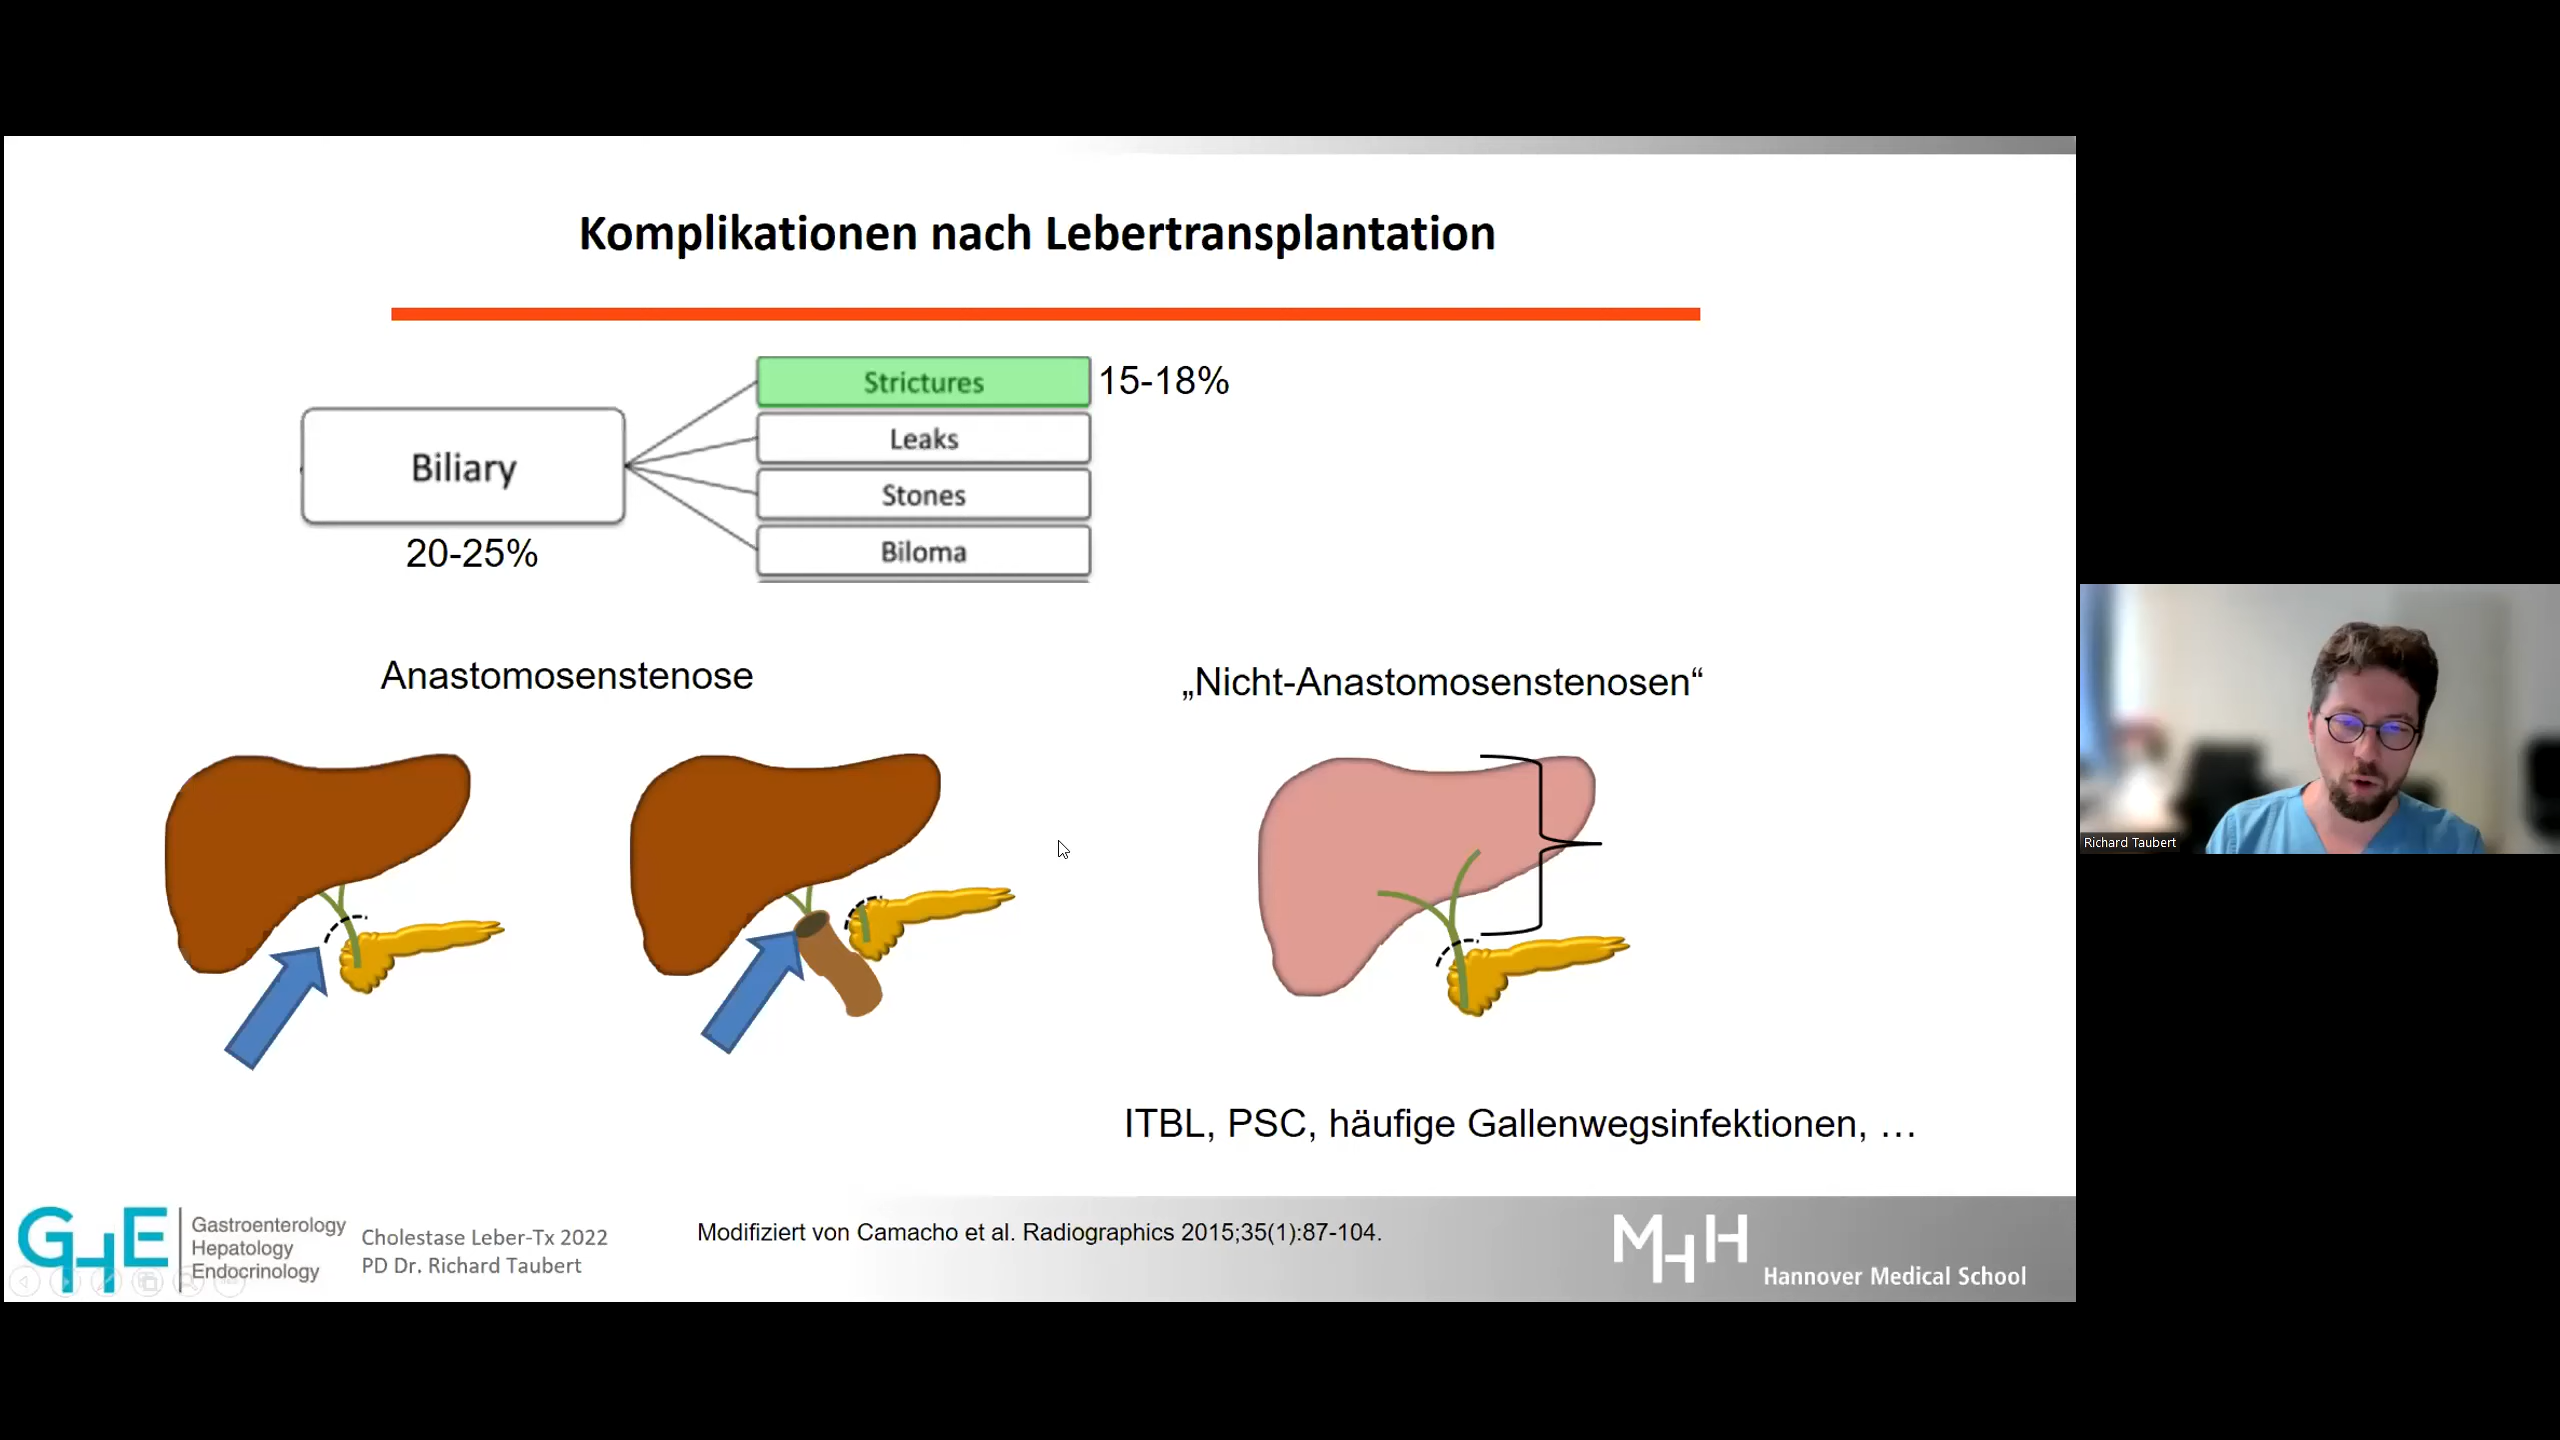 Komplikationen nach Lebertransplantation
Strictures
15-18%
Leaks
Biliary
Stones
20-25%
Biloma
Anastomosenstenose
„Nicht-Anastomosenstenosen“
Richard Taubert
ITBL, PSC, häufige Gallenwegsinfektionen, …
GHE
Gastroenterology
Hepatology
Endocrinology
Cholestase Leber-Tx 2022
PD Dr. Richard Taubert
Modifiziert von Camacho et al. Radiographics 2015;35(1):87-104.
MHH
Hannover Medical School